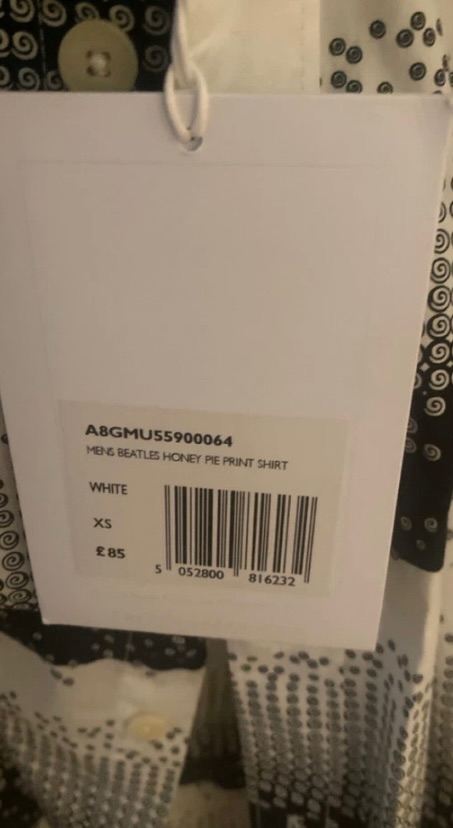 A8GMU55900064
MENS BEATLES HONEY PIE PRINT SHIRT
WHITE
XS
£85
5 052800 816232